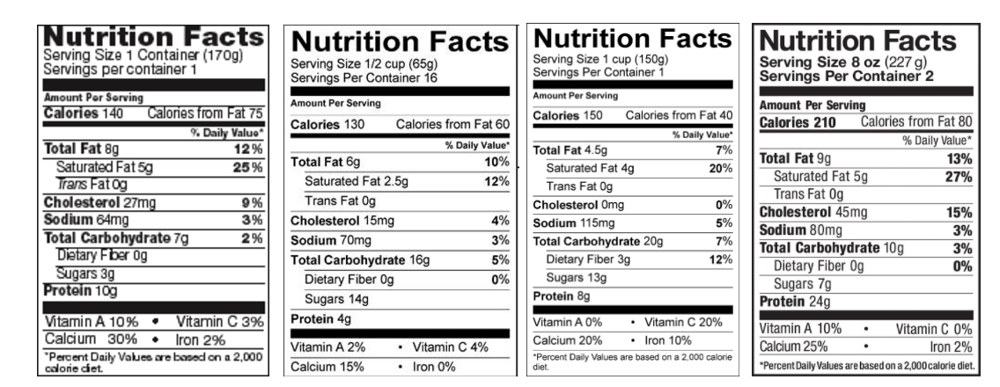 Nutrition Facts
Serving Size 1 Container (170g)
Servings per container 1
Amount Per Serving
Calories 140 Calories from Fat 75
% Daily Value*
Total Fat 8g 12%
Saturated Fat 5g 25%
Trans Fat 0g
Cholesterol 27mg 9%
Sodium 64mg 3%
Total Carbohydrate 7g 2%
Dietary Fiber 0g
Sugars 3g
Protein 10g
Vitamin A 10% • Vitamin C 3%
Calcium 30% • Iron 2%
*Percent Daily Values are based on a 2,000
calorie diet.
Nutrition Facts
Serving Size 1/2 cup (65g)
Servings Per Container 16
Amount Per Serving
Calories 130 Calories from Fat 60
% Daily Value*
Total Fat 6g 10%
Saturated Fat 2.5g 12%
Trans Fat 0g
Cholesterol 15mg 4%
Sodium 70mg 3%
Total Carbohydrate 16g 5%
Dietary Fiber 0g 0%
Sugars 14g
Protein 4g
Vitamin A 2% • Vitamin C 4%
Calcium 15% • Iron 0%
Nutrition Facts
Serving Size 1 cup (150g)
Servings Per Container 1
Amount Per Serving
Calories 150 Calories from Fat 40
% Daily Value*
Total Fat 4.5g 7%
Saturated Fat 4g 20%
Trans Fat 0g
Cholesterol 0mg 0%
Sodium 115mg 5%
Total Carbohydrate 20g 7%
Dietary Fiber 3g 12%
Sugars 13g
Protein 8g
Vitamin A 0% • Vitamin C 20%
Calcium 20% • Iron 10%
*Percent Daily Values are based on a 2,000 calorie
diet.
Nutrition Facts
Serving Size 8 oz (227 g)
Servings Per Container 2
Amount Per Serving
Calories 210 Calories from Fat 80
% Daily Value*
Total Fat 9g 13%
Saturated Fat 5g 27%
Trans Fat 0g
Cholesterol 45mg 15%
Sodium 80mg 3%
Total Carbohydrate 10g 3%
Dietary Fiber 0g 0%
Sugars 7g
Protein 24g
Vitamin A 10% • Vitamin C 0%
Calcium 25% • Iron 2%
*Percent Daily Values are based on a 2,000 calorie diet.